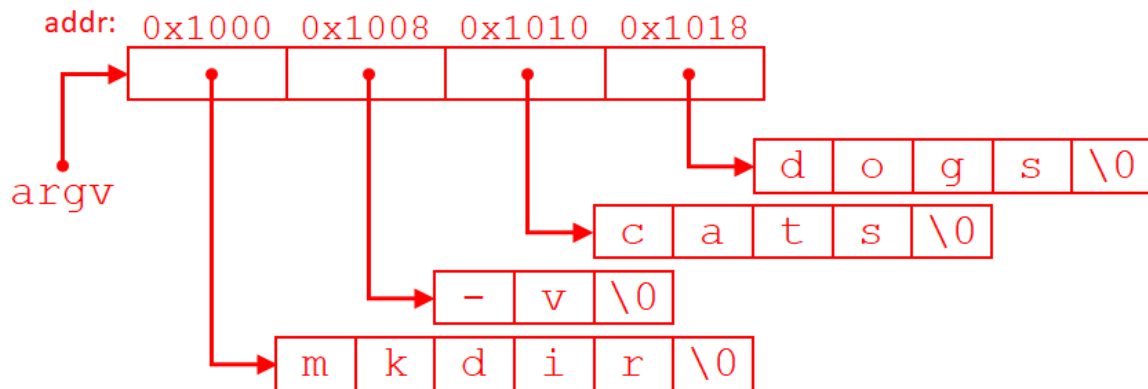 addr: 0x1000 0x1008 0x1010 0x1018
d o g s \0
argv
c a t s \0
- v \0
m k d i r \0